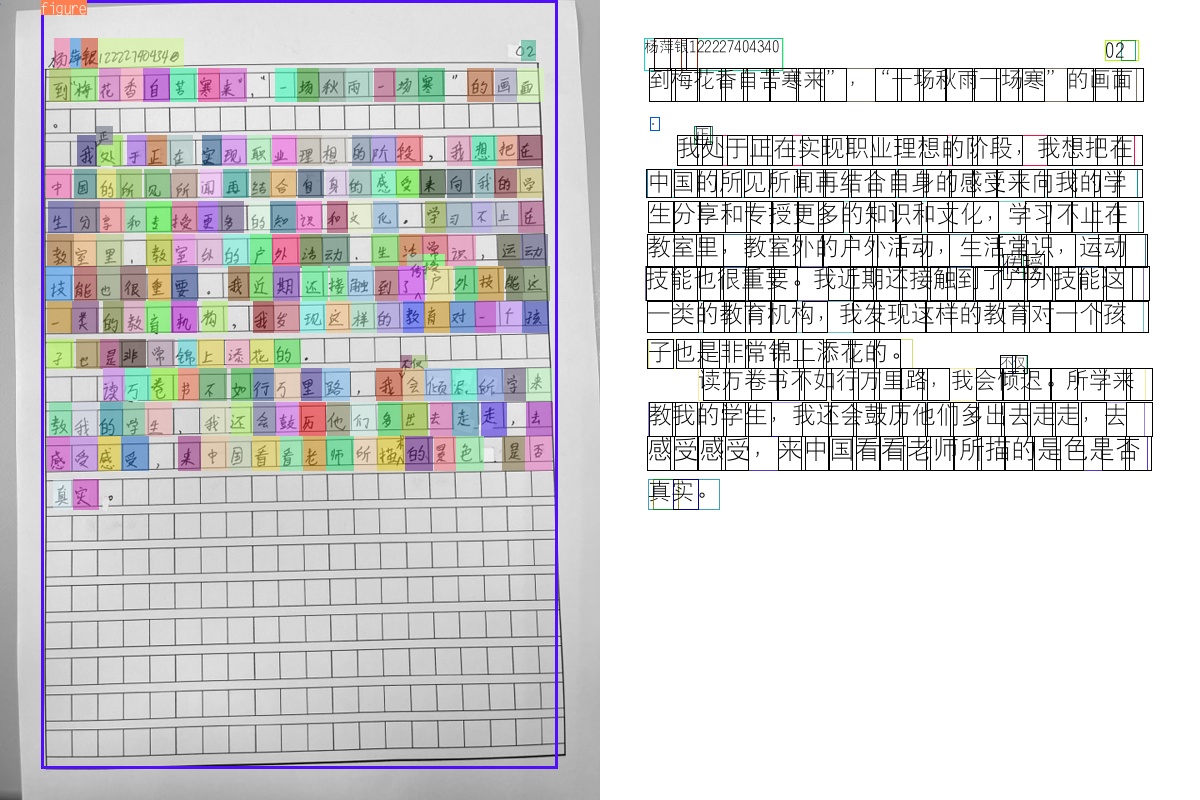 杨萍银122227404340 02
到“梅花香自苦寒来”，“一场秋雨一场寒”的画面
。
正
我处于正在实现职业理想的阶段，我想把在
中国的所见所闻再结合自身的感受来向我的学
生分享和专授更多的知识和文化，学习不止在
教室里，教室外的户外活动，生活常识，运动
技能也很重要。我近期还接触到了户外技能这
一类的教育机构，我发现这样的教育对一个孩
子也是非常锦上添花的。
不仅
读万卷书不如行万里路，我会倾尽所学来
教我的学生，我还会鼓历他们多出去走走，去
感受感受，来中国看看老师所描的景色是否
真实。
杨萍银122227404340 02
到梅花香自苦寒来”，“十场秋雨一场寒”的画面
正
我处于正在实现职业理想的阶段，我想把在
中国的所见所闻再结合自身的感受来向我的学
生分享和专授更多的知识和文化，学习不止在
教室里，教室外的户外活动，生活常识，运动
技能也很重要。我近期还接触到了户外技能这
一类的教育机构，我发现这样的教育对一个孩
子也是非常锦上添花的。
不仅
读万卷书不如行万里路，我会倾迟。所学来
教我的学生，我还会鼓历他们多出去走走，去
感受感受，来中国看看老师所描的是色是否
真实。
figure